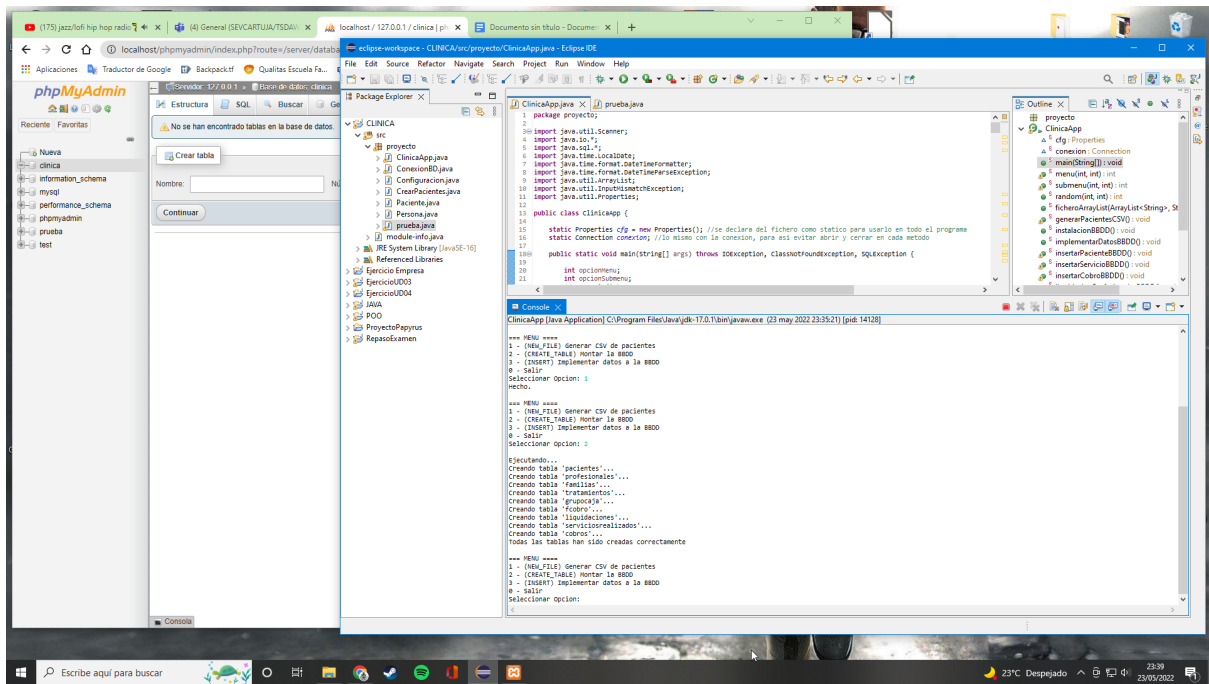 (175) jazz/lofi hip hop radio
(4) General (SEVCARTUJA/TSDAV
localhost / 127.0.0.1 / clinica | ph
Documento sin título - Documen
localhost/phpmyadmin/index.php?route=/server/databa
Aplicaciones
Traductor de Google
Backpack.tf
Qualitas Escuela Fa...
phpMyAdmin
Reciente
Favoritas
Nueva
clinica
information_schema
mysql
performance_schema
phpmyadmin
prueba
test
Servidor: 127.0.0.1 » Base de datos: clinica
Estructura
SQL
Buscar
Ge
No se han encontrado tablas en la base de datos.
Crear tabla
Nombre:
Nú
Continuar
Consola
eclipse-workspace - CLINICA/src/proyecto/ClinicaApp.java - Eclipse IDE
File Edit Source Refactor Navigate Search Project Run Window Help
Package Explorer
CLINICA
src
proyecto
ClinicaApp.java
ConexionBD.java
Configuracion.java
CrearPacientes.java
Paciente.java
Persona.java
prueba.java
module-info.java
JRE System Library [JavaSE-16]
Referenced Libraries
Ejercicio Empresa
EjercicioUD03
EjercicioUD04
JAVA
POO
ProyectoPapyrus
RepasoExamen
ClinicaApp.java
prueba.java
1 package proyecto;
2
3 import java.util.Scanner;
4 import java.io.*;
5 import java.sql.*;
6 import java.time.LocalDate;
7 import java.time.format.DateTimeFormatter;
8 import java.time.format.DateTimeParseException;
9 import java.util.ArrayList;
10 import java.util.InputMismatchException;
11 import java.util.Properties;
12
13 public class ClinicaApp {
14
15 static Properties cfg = new Properties(); //se declara del fichero como statico para usarlo en todo el programa
16 static Connection conexion; //lo mismo con la conexion, para asi evitar abrir y cerrar en cada metodo
17
18 public static void main(String[] args) throws IOException, ClassNotFoundException, SQLException {
19
20 int opcionMenu;
21 int opcionSubmenu;
Outline
proyecto
ClinicaApp
cfg : Properties
conexion : Connection
main(String[]) : void
menu(int, int) : int
submenu(int, int) : int
random(int, int) : int
ficheroArrayList(ArrayList<String>, St
generarPacientesCSV() : void
instalacionBBDD() : void
implementarDatosBBDD() : void
insertarPacienteBBDD() : void
insertarServicioBBDD() : void
insertarCobroBBDD() : void
Console
ClinicaApp [Java Application] C:\Program Files\Java\jdk-17.0.1\bin\javaw.exe (23 may 2022 23:35:21) [pid: 14128]
=== MENU ====
1 - (NEW_FILE) Generar CSV de pacientes
2 - (CREATE_TABLE) Montar la BBDD
3 - (INSERT) Implementar datos a la BBDD
0 - Salir
Seleccionar Opcion: 1
Hecho.
=== MENU ====
1 - (NEW_FILE) Generar CSV de pacientes
2 - (CREATE_TABLE) Montar la BBDD
3 - (INSERT) Implementar datos a la BBDD
0 - Salir
Seleccionar Opcion: 2
Ejecutando...
Creando tabla 'pacientes'...
Creando tabla 'profesionales'...
Creando tabla 'familias'...
Creando tabla 'tratamientos'...
Creando tabla 'grupocaja'...
Creando tabla 'fcobro'...
Creando tabla 'liquidaciones'...
Creando tabla 'serviciosrealizados'...
Creando tabla 'cobros'...
Todas las tablas han sido creadas correctamente
=== MENU ====
1 - (NEW_FILE) Generar CSV de pacientes
2 - (CREATE_TABLE) Montar la BBDD
3 - (INSERT) Implementar datos a la BBDD
0 - Salir
Seleccionar Opcion:
Escribe aquí para buscar
23°C Despejado
23:39
23/05/2022